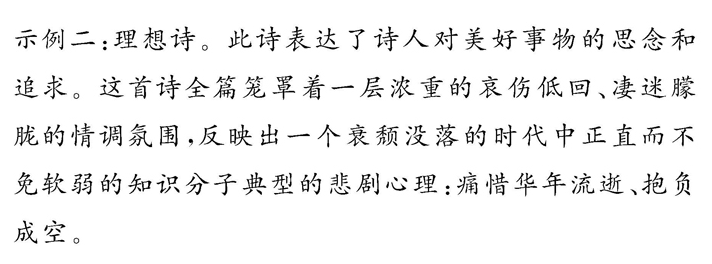 示例二:理想诗。此诗表达了诗人对美好事物的思念和
追求。这首诗全篇笼罩着一层浓重的哀伤低回、凄迷朦
胧的情调氛围,反映出一个衰颓没落的时代中正直而不
免软弱的知识分子典型的悲剧心理:痛惜华年流逝、抱负
成空。